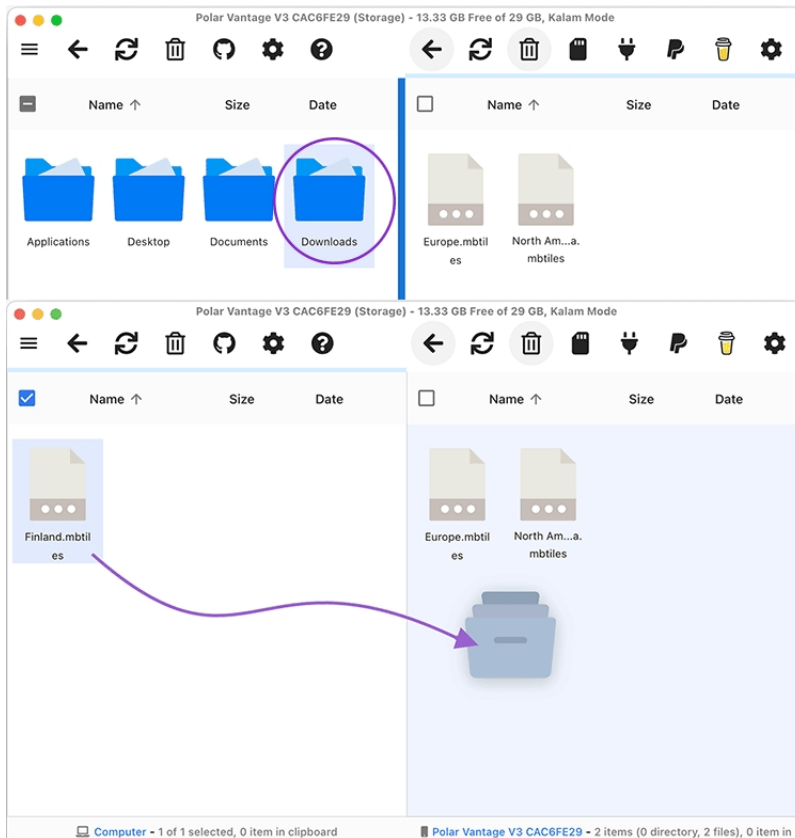 Polar Vantage V3 CAC6FE29 (Storage) - 13.33 GB Free of 29 GB, Kalam Mode
Name Size Date
Name Size Date
Applications
Desktop
Documents
Downloads
Europe.mbtil
es
North Am...a.
mbtiles
Polar Vantage V3 CAC6FE29 (Storage) - 13.33 GB Free of 29 GB, Kalam Mode
Name Size Date
Name Size Date
Finland.mbtil
es
Europe.mbtil
es
North Am...a.
mbtiles
Computer - 1 of 1 selected, 0 item in clipboard
Polar Vantage V3 CAC6FE29 - 2 items (0 directory, 2 files), 0 item in